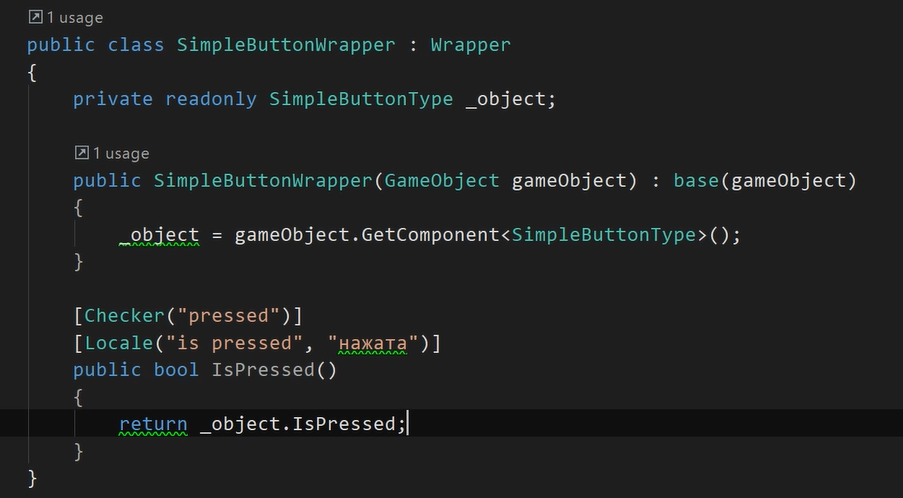 1 usage
public class SimpleButtonWrapper : Wrapper
{
private readonly SimpleButtonType _object;
1 usage
public SimpleButtonWrapper(GameObject gameObject) : base(gameObject)
{
_object = gameObject.GetComponent<SimpleButtonType>();
}
[Checker("pressed")]
[Locale("is pressed", "нажата")]
public bool IsPressed()
{
return _object.IsPressed;
}
}